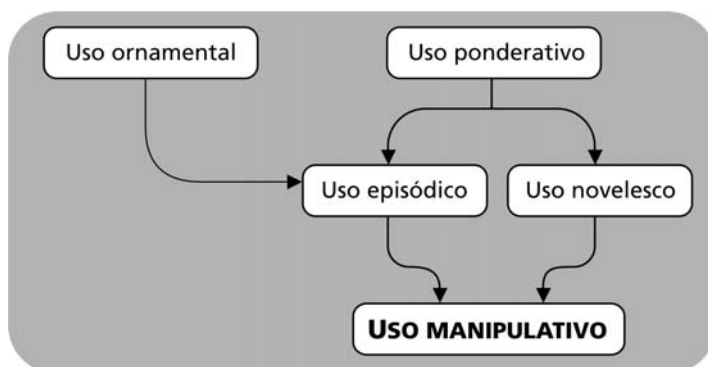 Uso ornamental
Uso ponderativo
Uso episódico
Uso novelesco
USO MANIPULATIVO